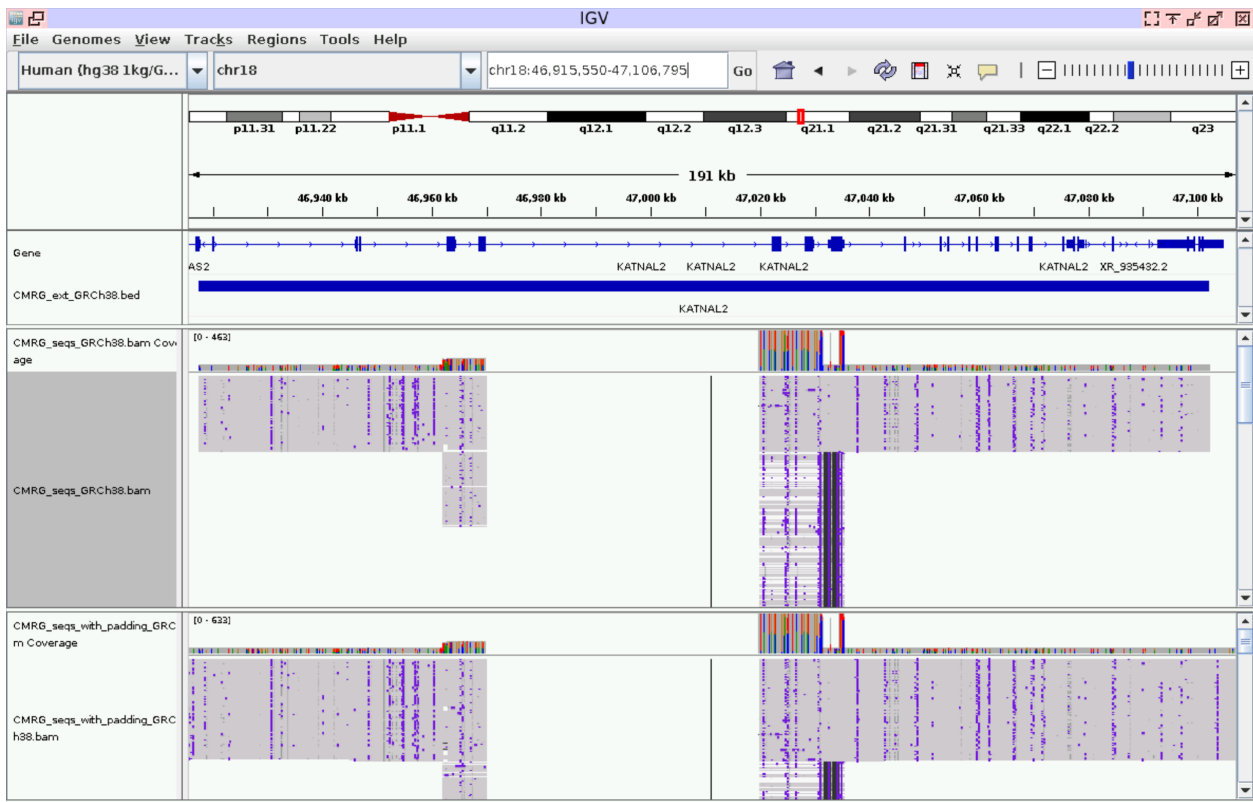 IGV
File Genomes View Tracks Regions Tools Help
Human (hg38 1kg/G... chr18 chr18:46,915,550-47,106,795 Go
p11.31 p11.22 p11.1 q11.2 q12.1 q12.2 q12.3 q21.1 q21.2 q21.31 q21.33 q22.1 q22.2 q23
191 kb
46,940 kb 46,960 kb 46,980 kb 47,000 kb 47,020 kb 47,040 kb 47,060 kb 47,080 kb 47,100 kb
Gene
AS2 KATNAL2 KATNAL2 KATNAL2 KATNAL2 XR_935432.2
CMRG_ext_GRCh38.bed
KATNAL2
CMRG_seqs_GRCh38.bam Cov
age
[0 - 463]
CMRG_seqs_GRCh38.bam
CMRG_seqs_with_padding_GRC
m Coverage
[0 - 633]
CMRG_seqs_with_padding_GRC
h38.bam